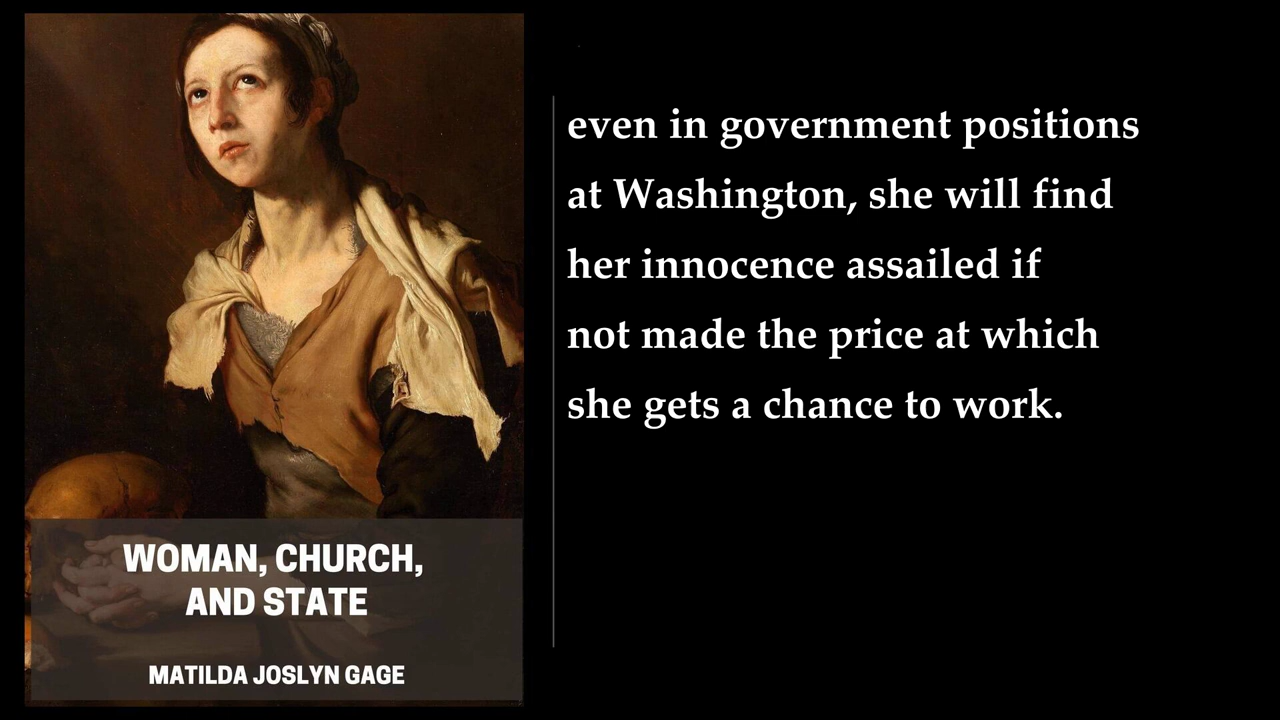 even in government positions
at Washington, she will find
her innocence assailed if
not made the price at which
she gets a chance to work.
WOMAN, CHURCH,
AND STATE
MATILDA JOSLYN GAGE